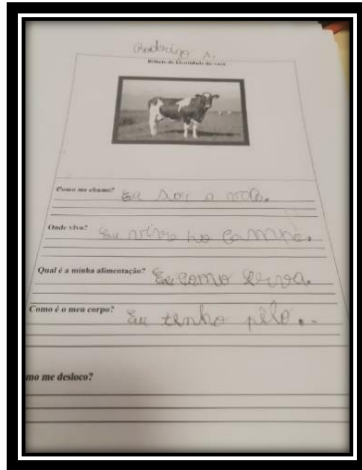 Rodrigo A.
Bilhete de Identidade da vaca
Como me chamo? Eu sou a vaca.
Onde vivo? Eu vivo no campo.
Qual é a minha alimentação? Eu como erva.
Como é o meu corpo? Eu tenho pelo.
mo me desloco?